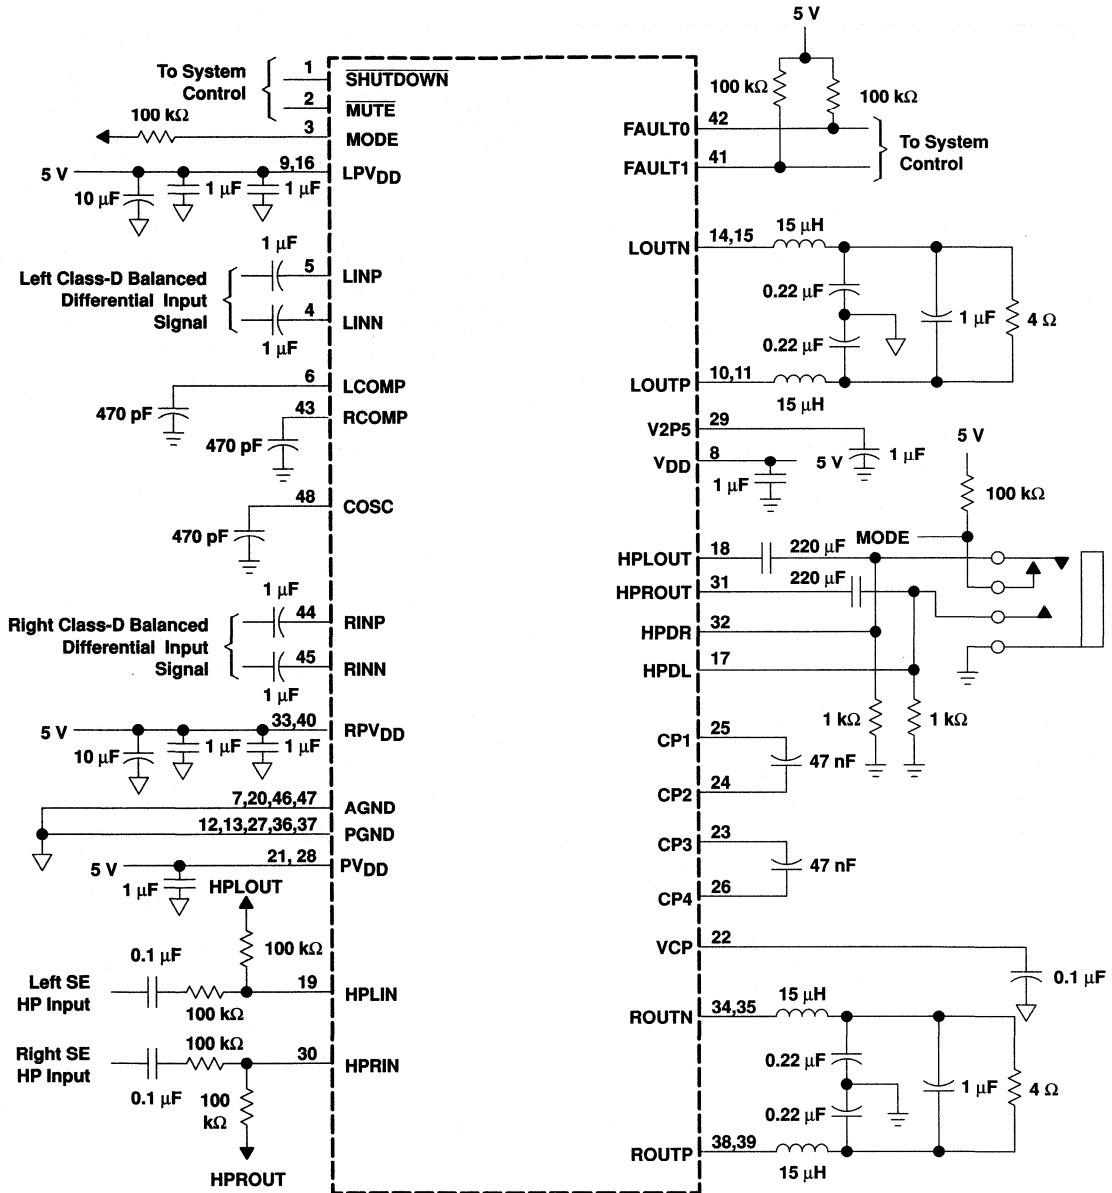 5 V
To System
Control
1
SHUTDOWN
2
MUTE
100 kΩ
3
MODE
100 kΩ
100 kΩ
FAULT0
42
FAULT1
41
To System
Control
5 V
9,16
LPVDD
10 μF
1 μF
1 μF
1 μF
5
LINP
Left Class-D Balanced
Differential Input
Signal
4
LINN
1 μF
LOUTN
14,15
15 μH
0.22 μF
0.22 μF
1 μF
4 Ω
LOUTP
10,11
15 μH
6
LCOMP
470 pF
43
RCOMP
470 pF
V2P5
29
1 μF
VDD
8
5 V
1 μF
48
COSC
470 pF
5 V
100 kΩ
MODE
HPLOUT
18
220 μF
HPROUT
31
220 μF
HPDR
32
HPDL
17
1 kΩ
1 kΩ
1 μF
44
RINP
Right Class-D Balanced
Differential Input
Signal
45
RINN
1 μF
5 V
33,40
RPVDD
10 μF
1 μF
1 μF
CP1
25
47 nF
CP2
24
7,20,46,47
AGND
12,13,27,36,37
PGND
CP3
23
47 nF
CP4
26
5 V
21, 28
PVDD
1 μF
HPLOUT
100 kΩ
0.1 μF
Left SE
HP Input
19
HPLIN
100 kΩ
VCP
22
0.1 μF
100 kΩ
Right SE
HP Input
30
HPRIN
0.1 μF
100
kΩ
HPROUT
ROUTN
34,35
15 μH
0.22 μF
0.22 μF
1 μF
4 Ω
ROUTP
38,39
15 μH